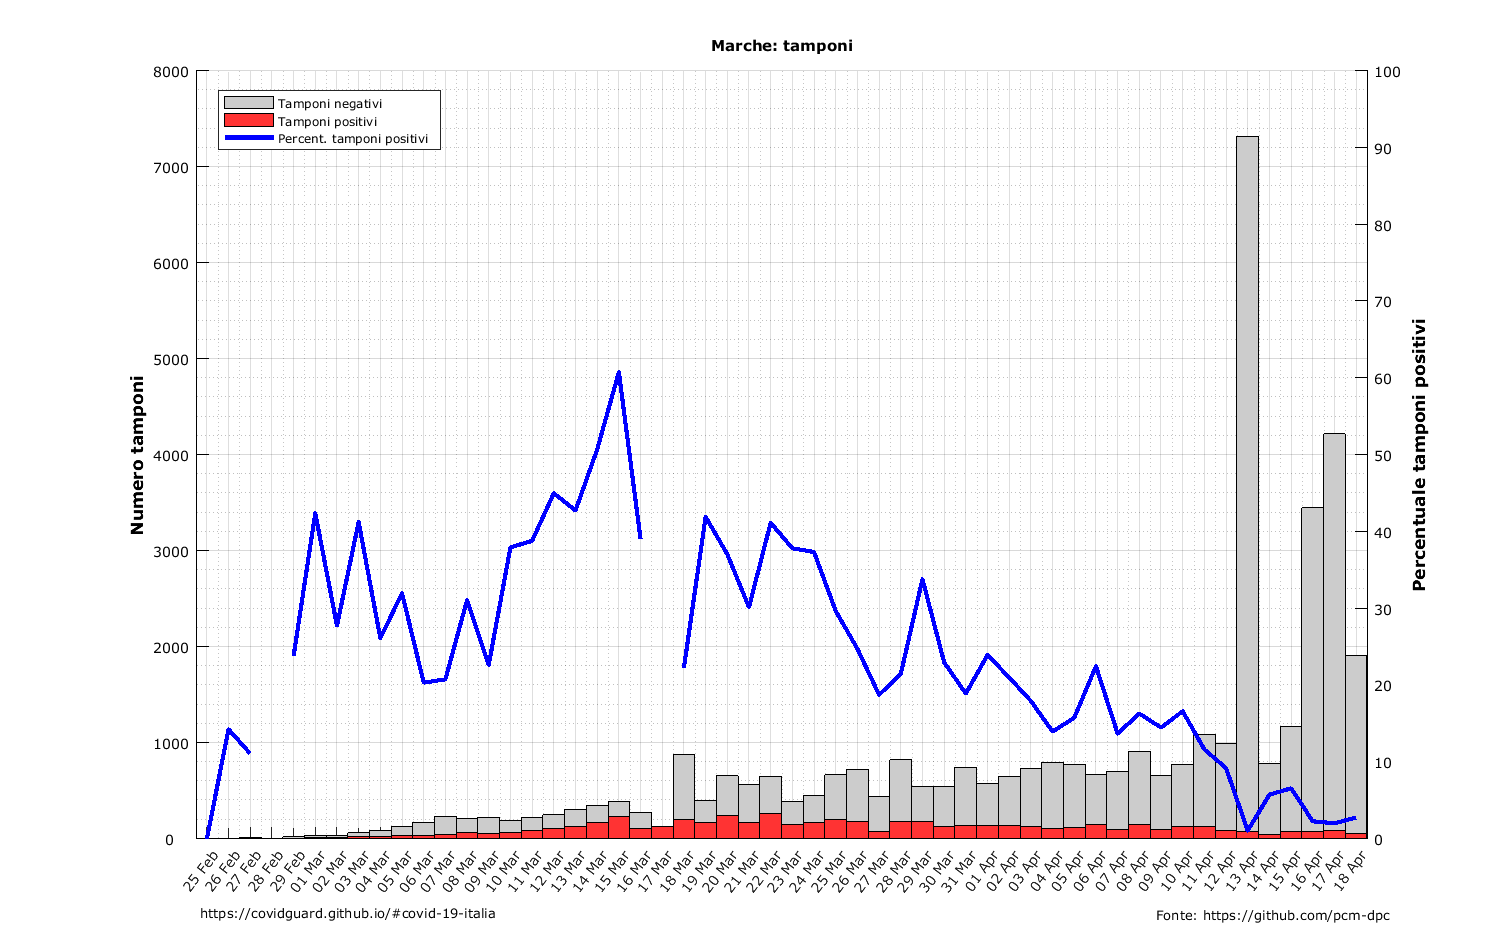 Marche: tamponi
Tamponi negativi
Tamponi positivi
Percent. tamponi positivi
8000
7000
6000
5000
4000
3000
2000
1000
0
Numero tamponi
100
90
80
70
60
50
40
30
20
10
0
Percentuale tamponi positivi
25 Feb
26 Feb
27 Feb
28 Feb
29 Feb
01 Mar
02 Mar
03 Mar
04 Mar
05 Mar
06 Mar
07 Mar
08 Mar
09 Mar
10 Mar
11 Mar
12 Mar
13 Mar
14 Mar
15 Mar
16 Mar
17 Mar
18 Mar
19 Mar
20 Mar
21 Mar
22 Mar
23 Mar
24 Mar
25 Mar
26 Mar
27 Mar
28 Mar
29 Mar
30 Mar
31 Mar
01 Apr
02 Apr
03 Apr
04 Apr
05 Apr
06 Apr
07 Apr
08 Apr
09 Apr
10 Apr
11 Apr
12 Apr
13 Apr
14 Apr
15 Apr
16 Apr
17 Apr
18 Apr
https://covidguard.github.io/#covid-19-italia
Fonte: https://github.com/pcm-dpc